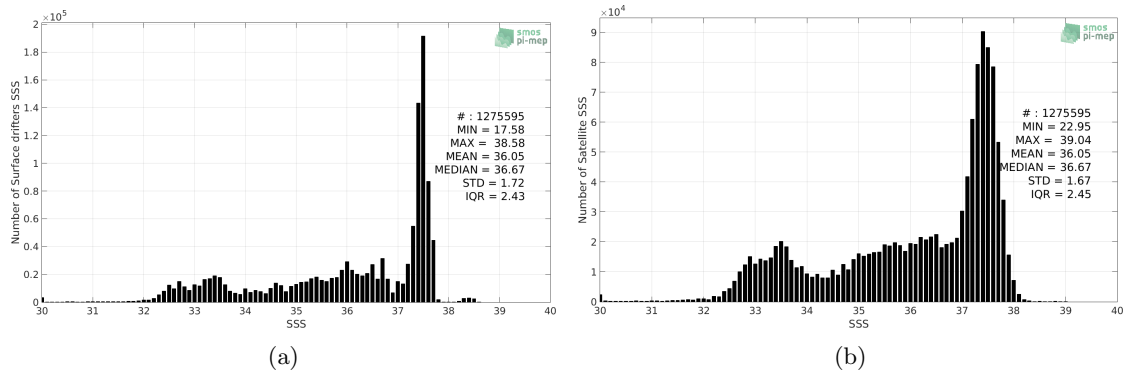 ×10⁵
2
1.8
1.6
1.4
1.2
1
0.8
0.6
0.4
0.2
0
Number of Surface drifters SSS
smos
pi-mep
# : 1275595
MIN = 17.58
MAX = 38.58
MEAN = 36.05
MEDIAN = 36.67
STD = 1.72
IQR = 2.43
30 31 32 33 34 35 36 37 38 39 40
SSS
(a)
×10⁴
9
8
7
6
5
4
3
2
1
0
Number of Satellite SSS
smos
pi-mep
# : 1275595
MIN = 22.95
MAX = 39.04
MEAN = 36.05
MEDIAN = 36.67
STD = 1.67
IQR = 2.45
30 31 32 33 34 35 36 37 38 39 40
SSS
(b)